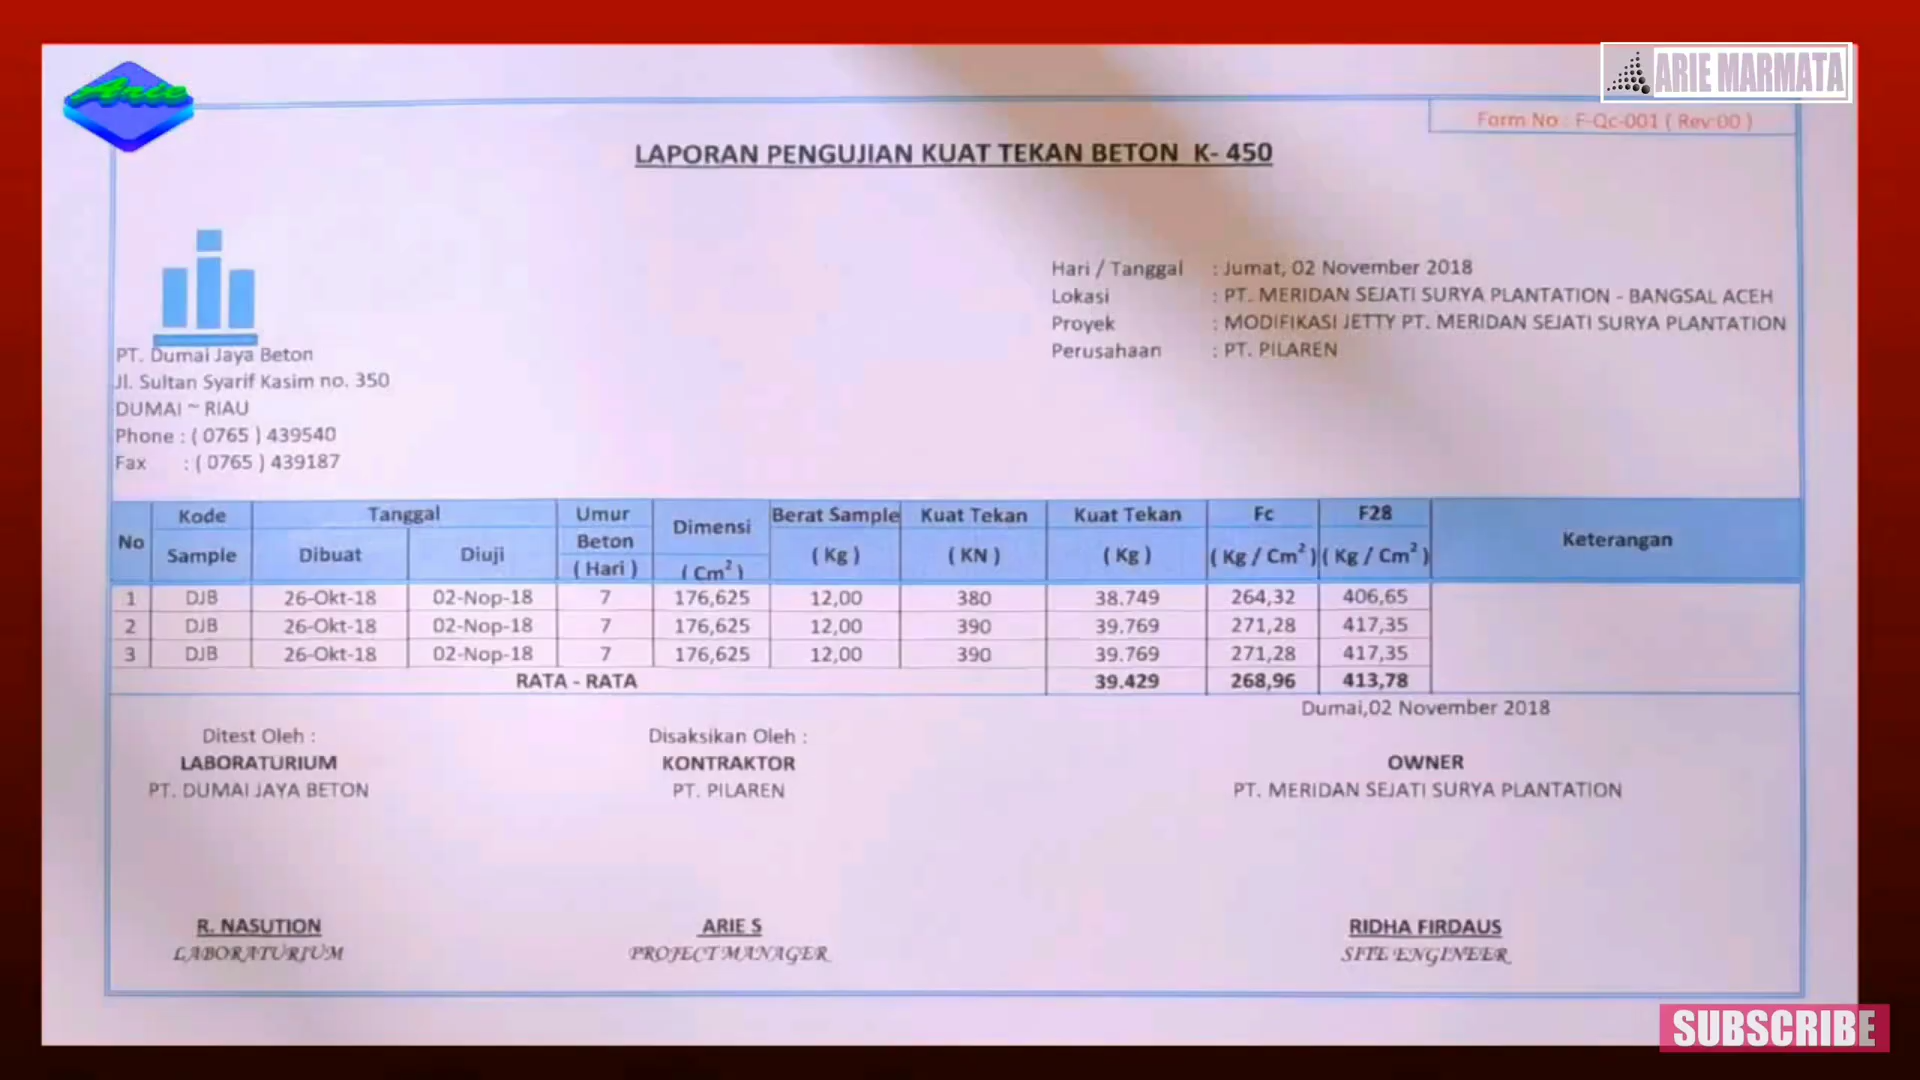 Arie
ARIE MARMATA
Form No : F-Qc-001 ( Rev:00 )
LAPORAN PENGUJIAN KUAT TEKAN BETON K- 450
Hari / Tanggal : Jumat, 02 November 2018
Lokasi : PT. MERIDAN SEJATI SURYA PLANTATION - BANGSAL ACEH
Proyek : MODIFIKASI JETTY PT. MERIDAN SEJATI SURYA PLANTATION
Perusahaan : PT. PILAREN
PT. Dumai Jaya Beton
Jl. Sultan Syarif Kasim no. 350
DUMAI ~ RIAU
Phone : ( 0765 ) 439540
Fax : ( 0765 ) 439187
No Kode Sample Tanggal Dibuat Diuji Umur Beton ( Hari ) Dimensi ( Cm² ) Berat Sample ( Kg ) Kuat Tekan ( KN ) Kuat Tekan ( Kg ) Fc ( Kg / Cm² ) F28 ( Kg / Cm² ) Keterangan
1 DJB 26-Okt-18 02-Nop-18 7 176,625 12,00 380 38.749 264,32 406,65
2 DJB 26-Okt-18 02-Nop-18 7 176,625 12,00 390 39.769 271,28 417,35
3 DJB 26-Okt-18 02-Nop-18 7 176,625 12,00 390 39.769 271,28 417,35
RATA - RATA 39.429 268,96 413,78
Dumai,02 November 2018
Ditest Oleh : Disaksikan Oleh :
LABORATURIUM KONTRAKTOR OWNER
PT. DUMAI JAYA BETON PT. PILAREN PT. MERIDAN SEJATI SURYA PLANTATION
R. NASUTION ARIE S RIDHA FIRDAUS
LABORATURIUM PROJECT MANAGER SITE ENGINEER
SUBSCRIBE